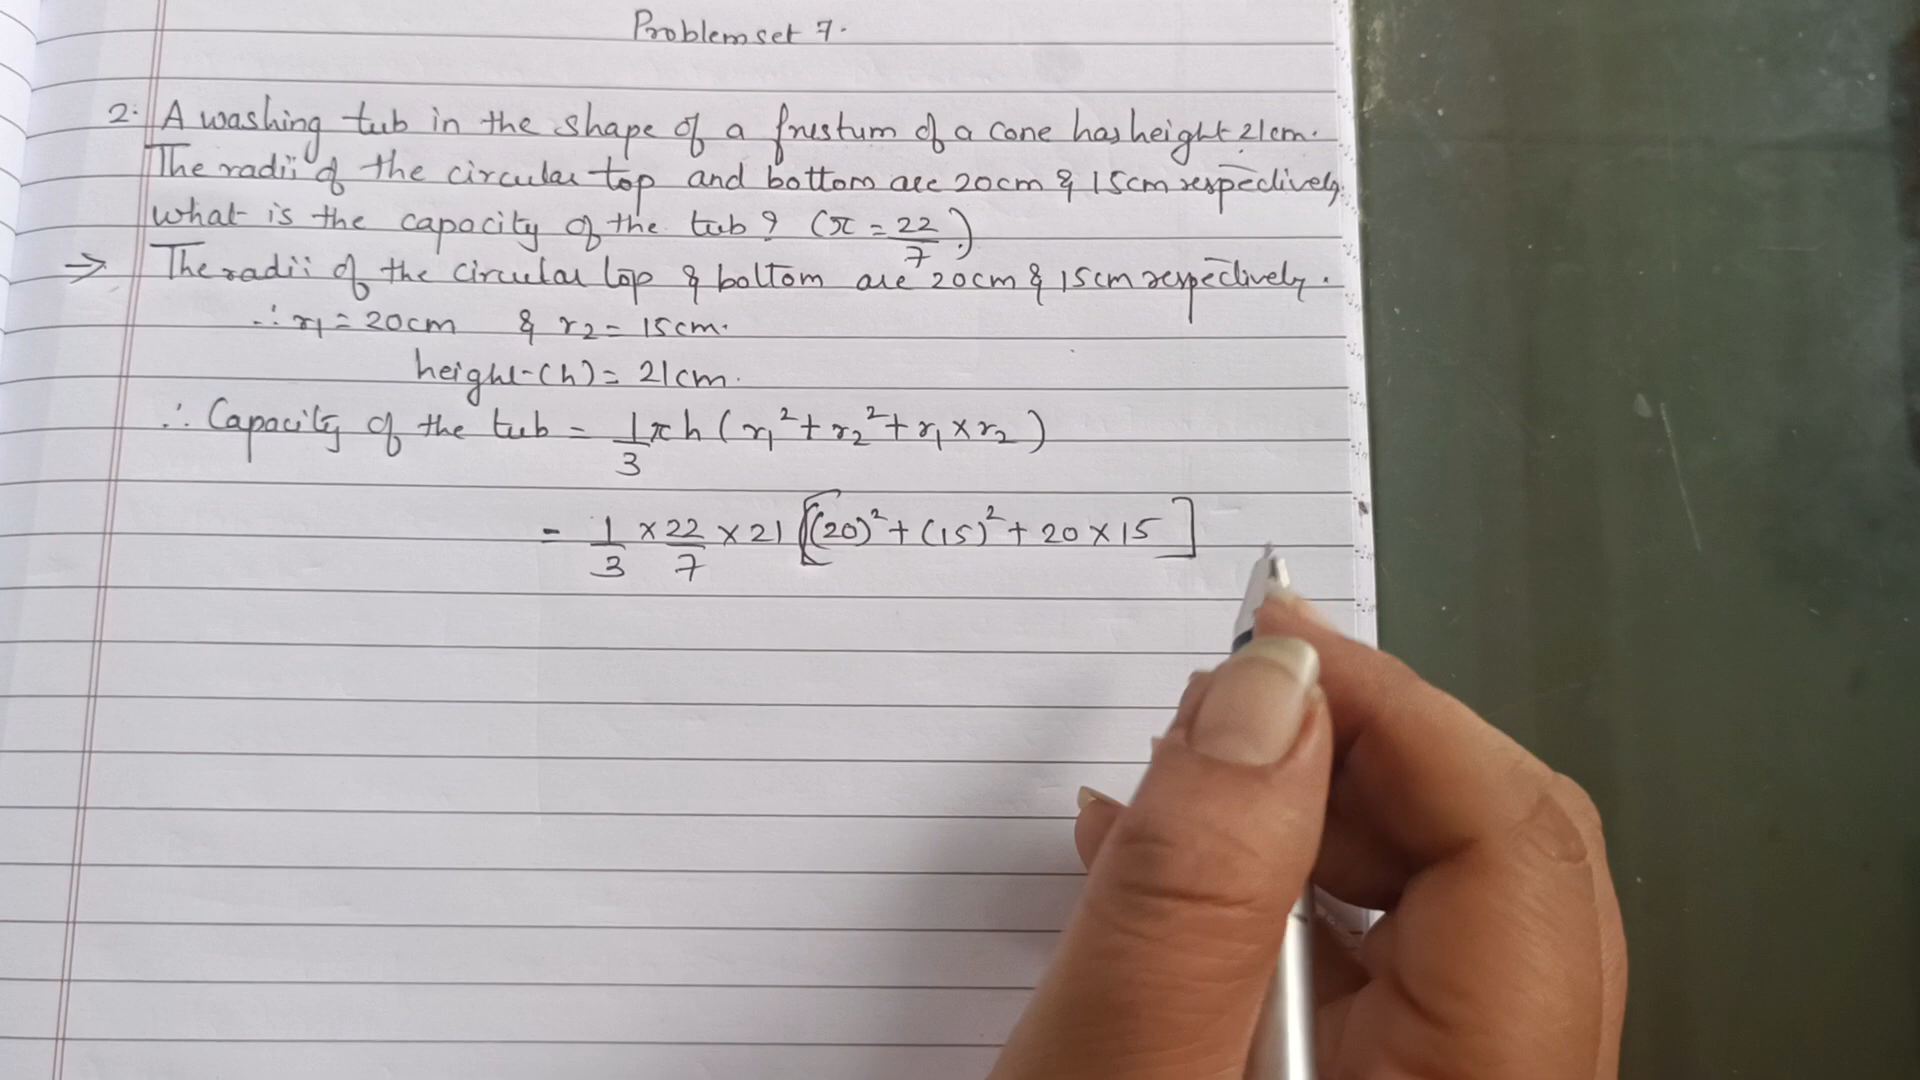 Problem set 7.
2. A washing tub in the shape of a frustum of a cone has height 21cm.
The radii of the circular top and bottom are 20cm & 15cm respectively.
what is the capacity of the tub? (π = 22/7.)
→ The radii of the circular top & bottom are 20cm & 15cm respectively.
∴ r₁ = 20cm & r₂ = 15cm.
height (h) = 21cm.
∴ Capacity of the tub = 1/3 π h (r₁² + r₂² + r₁ × r₂)
= 1/3 × 22/7 × 21 [(20)² + (15)² + 20 × 15]